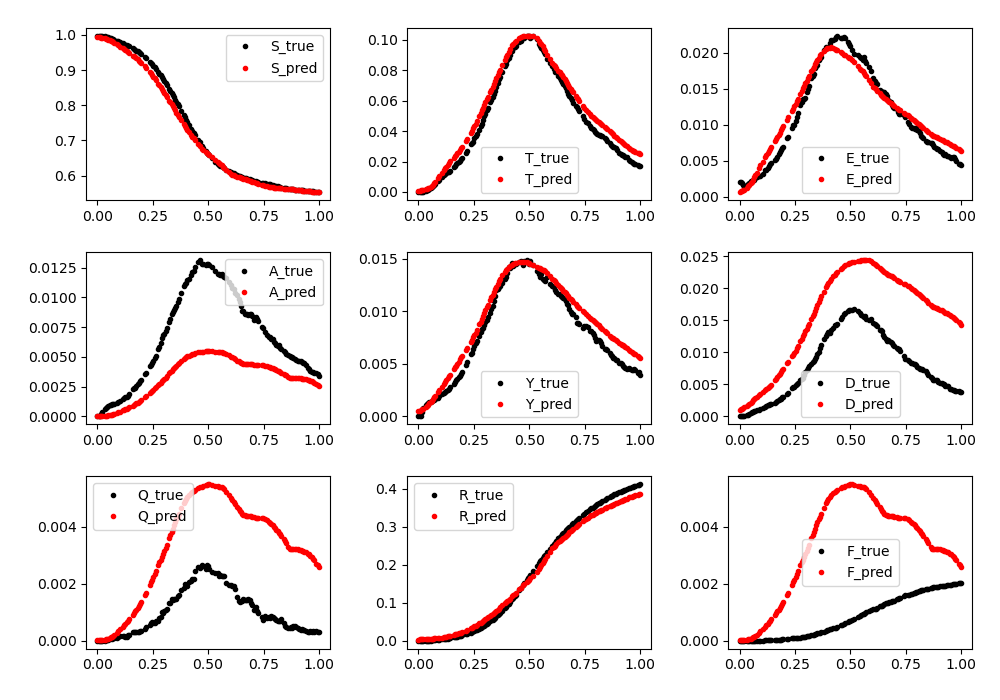 1.0
0.9
0.8
0.7
0.6
S_true
S_pred
0.00 0.25 0.50 0.75 1.00
0.10
0.08
0.06
0.04
0.02
0.00
T_true
T_pred
0.00 0.25 0.50 0.75 1.00
0.020
0.015
0.010
0.005
0.000
E_true
E_pred
0.00 0.25 0.50 0.75 1.00
0.0125
0.0100
0.0075
0.0050
0.0025
0.0000
A_true
A_pred
0.00 0.25 0.50 0.75 1.00
0.015
0.010
0.005
0.000
Y_true
Y_pred
0.00 0.25 0.50 0.75 1.00
0.025
0.020
0.015
0.010
0.005
0.000
D_true
D_pred
0.00 0.25 0.50 0.75 1.00
0.004
0.002
0.000
Q_true
Q_pred
0.00 0.25 0.50 0.75 1.00
0.4
0.3
0.2
0.1
0.0
R_true
R_pred
0.00 0.25 0.50 0.75 1.00
0.004
0.002
0.000
F_true
F_pred
0.00 0.25 0.50 0.75 1.00